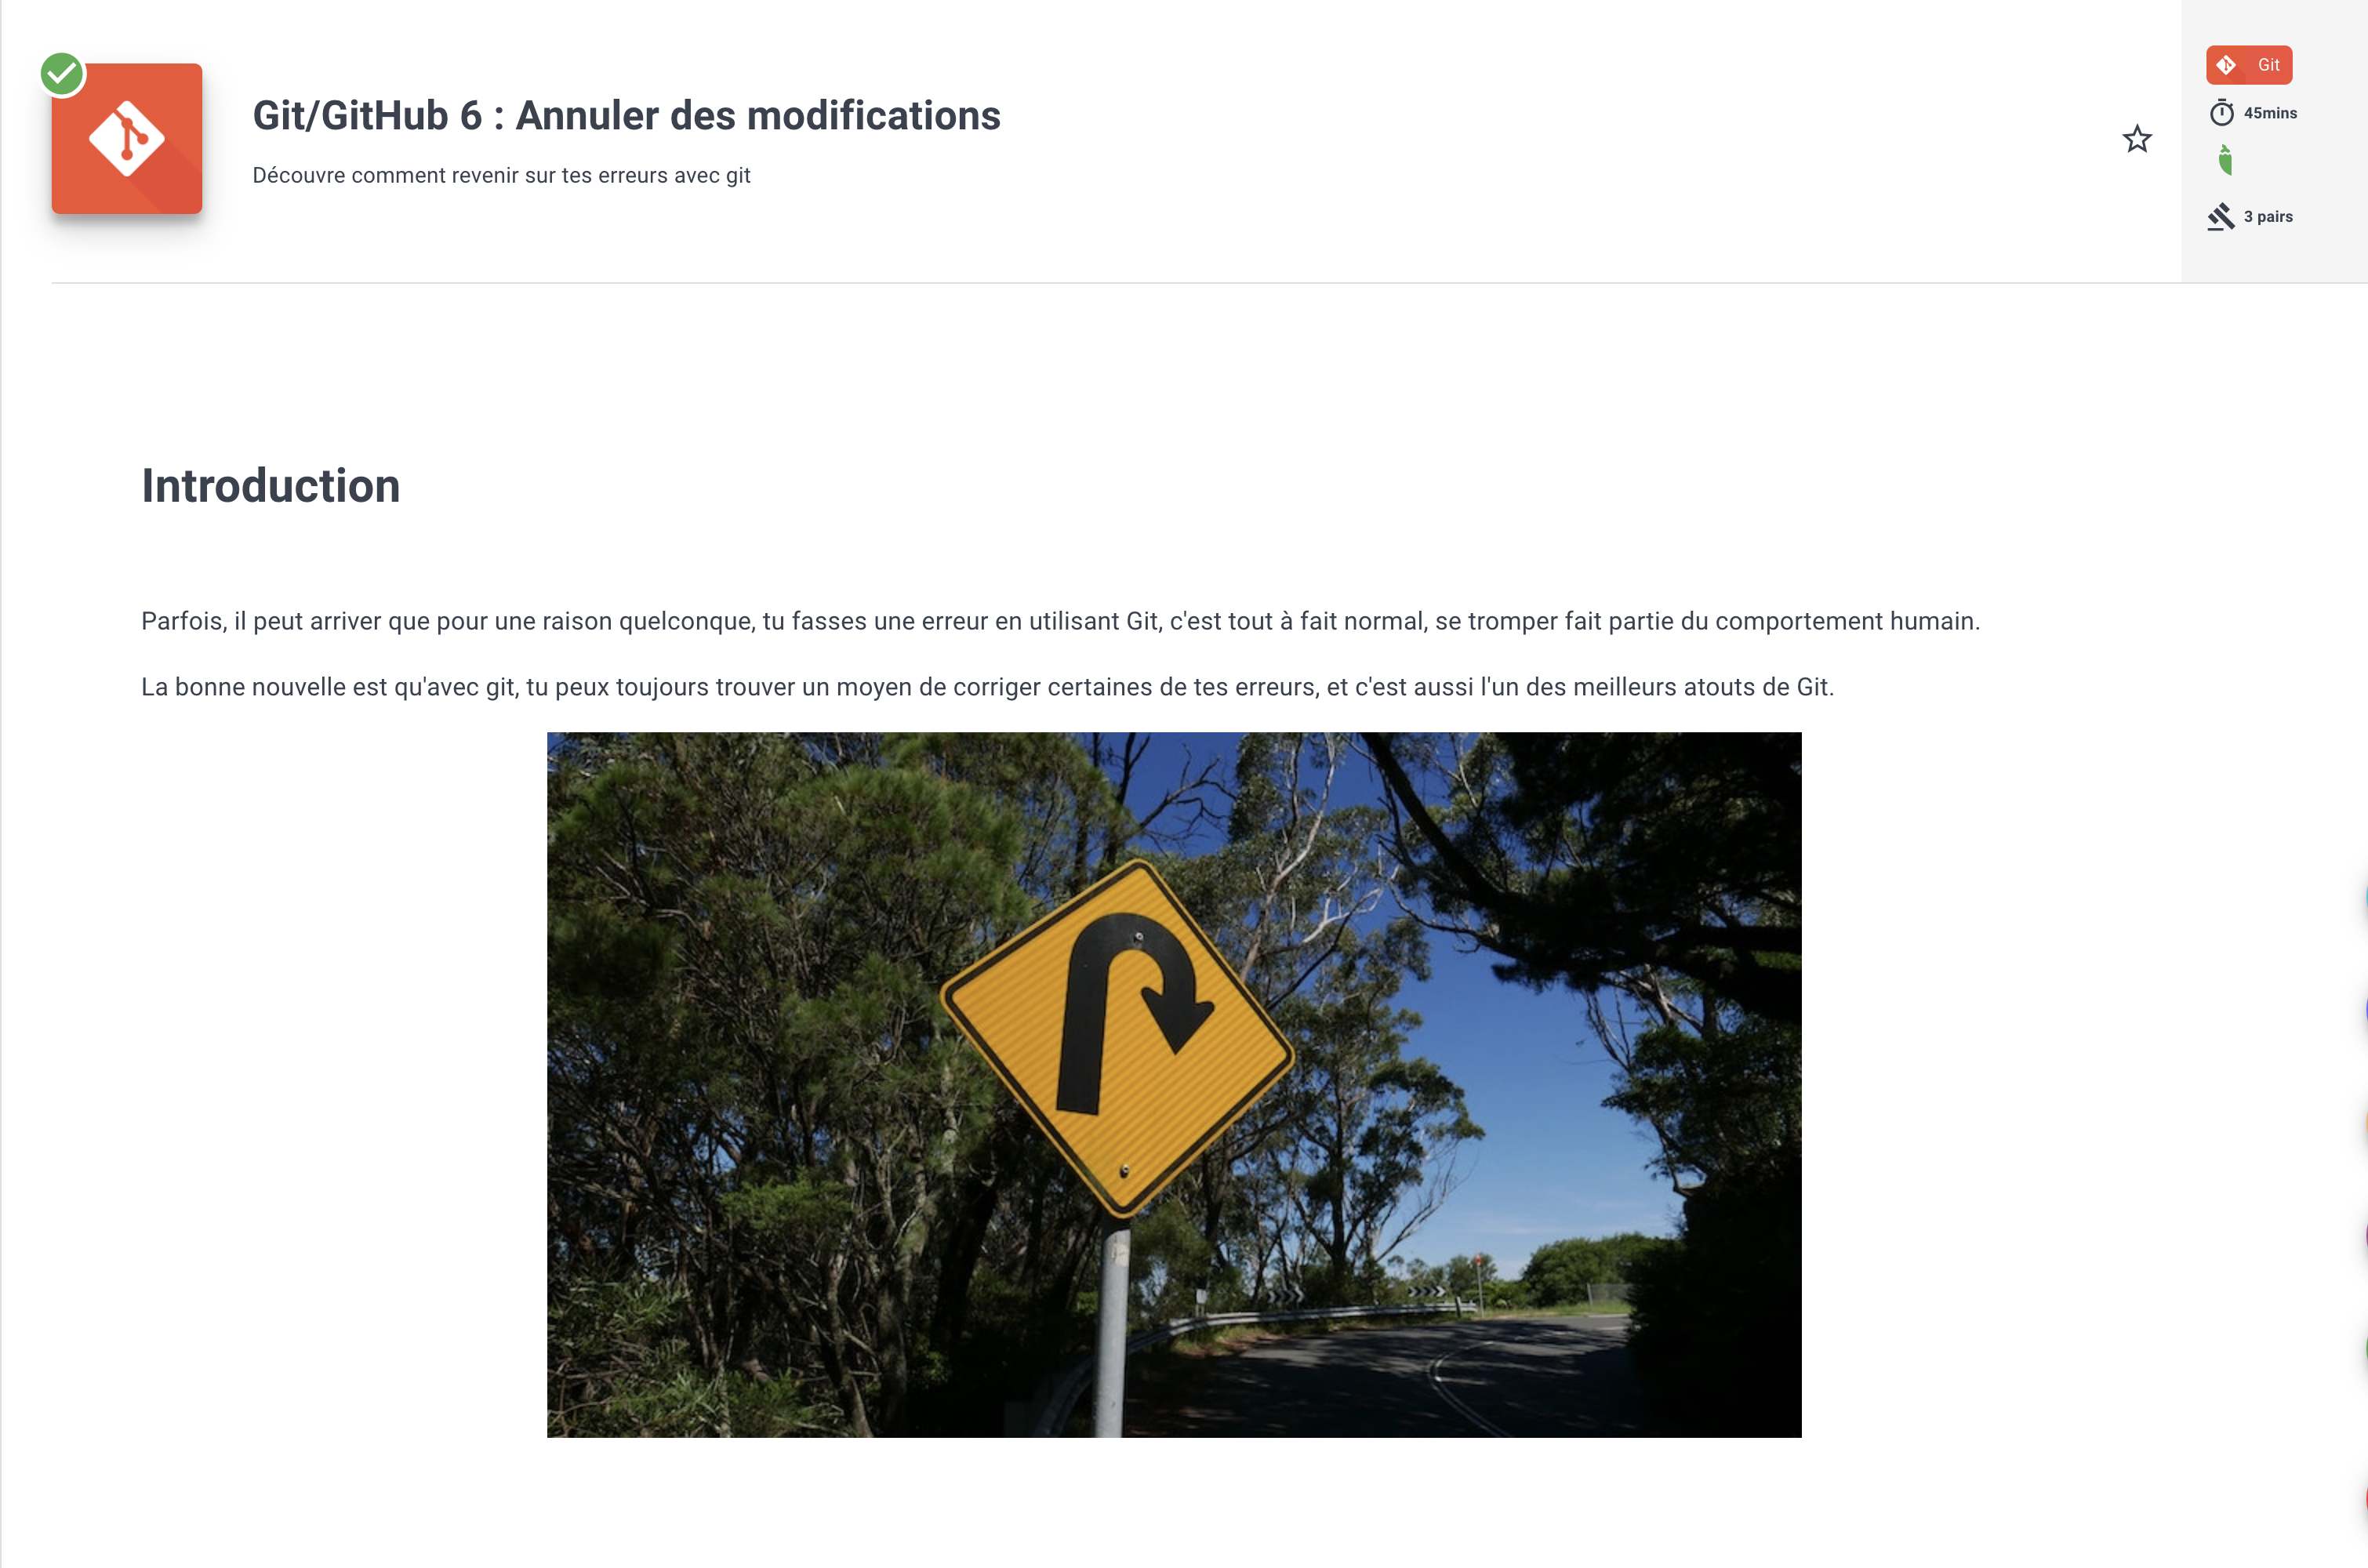 Git/GitHub 6 : Annuler des modifications
Découvre comment revenir sur tes erreurs avec git
Git
45mins
3 pairs
Introduction
Parfois, il peut arriver que pour une raison quelconque, tu fasses une erreur en utilisant Git, c'est tout à fait normal, se tromper fait partie du comportement humain.
La bonne nouvelle est qu'avec git, tu peux toujours trouver un moyen de corriger certaines de tes erreurs, et c'est aussi l'un des meilleurs atouts de Git.